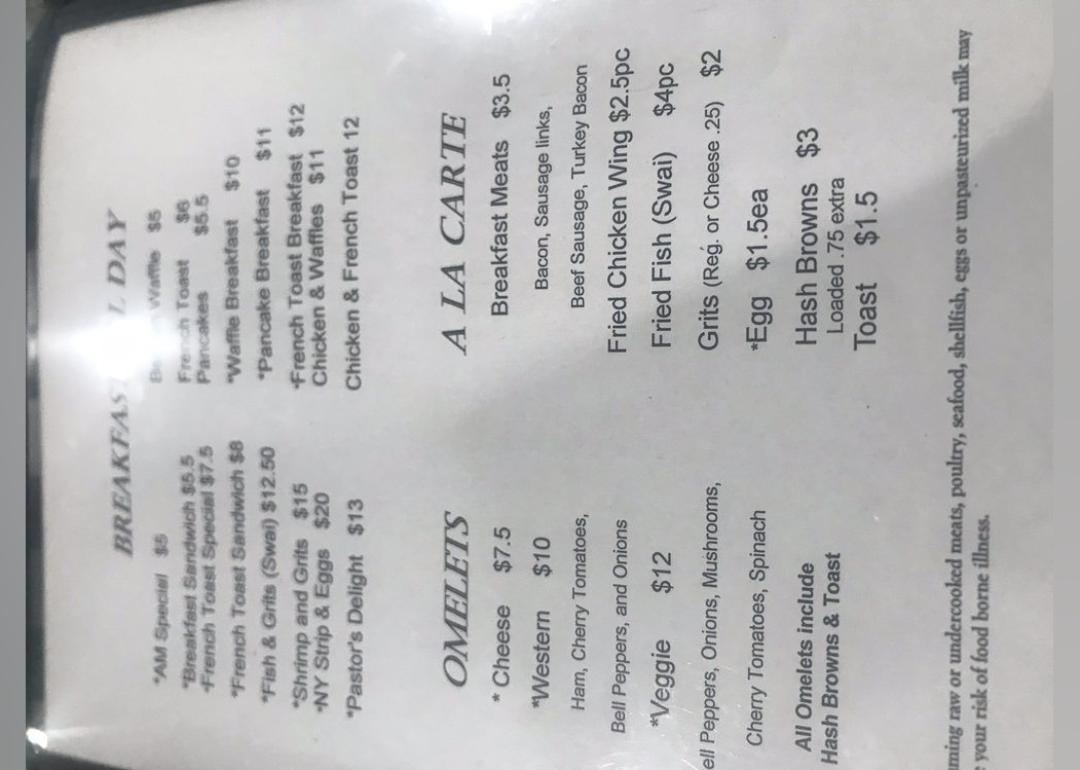 BREAKFAS L DAY
*AM Special $5
*Breakfast Sandwich $5.5
*French Toast Special $7.5
*French Toast Sandwich $8
*Fish & Grits (Swai) $12.50
*Shrimp and Grits $15
*NY Strip & Eggs $20
*Pastor's Delight $13
Waffle $5
French Toast $6
Pancakes $5.5
*Waffle Breakfast $10
*Pancake Breakfast $11
*French Toast Breakfast $12
Chicken & Waffles $11
Chicken & French Toast 12
OMELETS
* Cheese $7.5
*Western $10
Ham, Cherry Tomatoes,
Bell Peppers, and Onions
*Veggie $12
ell Peppers, Onions, Mushrooms,
Cherry Tomatoes, Spinach
All Omelets include
Hash Browns & Toast
A LA CARTE
Breakfast Meats $3.5
Bacon, Sausage links,
Beef Sausage, Turkey Bacon
Fried Chicken Wing $2.5pc
Fried Fish (Swai) $4pc
Grits (Reg. or Cheese .25) $2
*Egg $1.5ea
Hash Browns $3
Loaded .75 extra
Toast $1.5
ming raw or undercooked meats, poultry, seafood, shellfish, eggs or unpasteurized milk may
your risk of food borne illness.